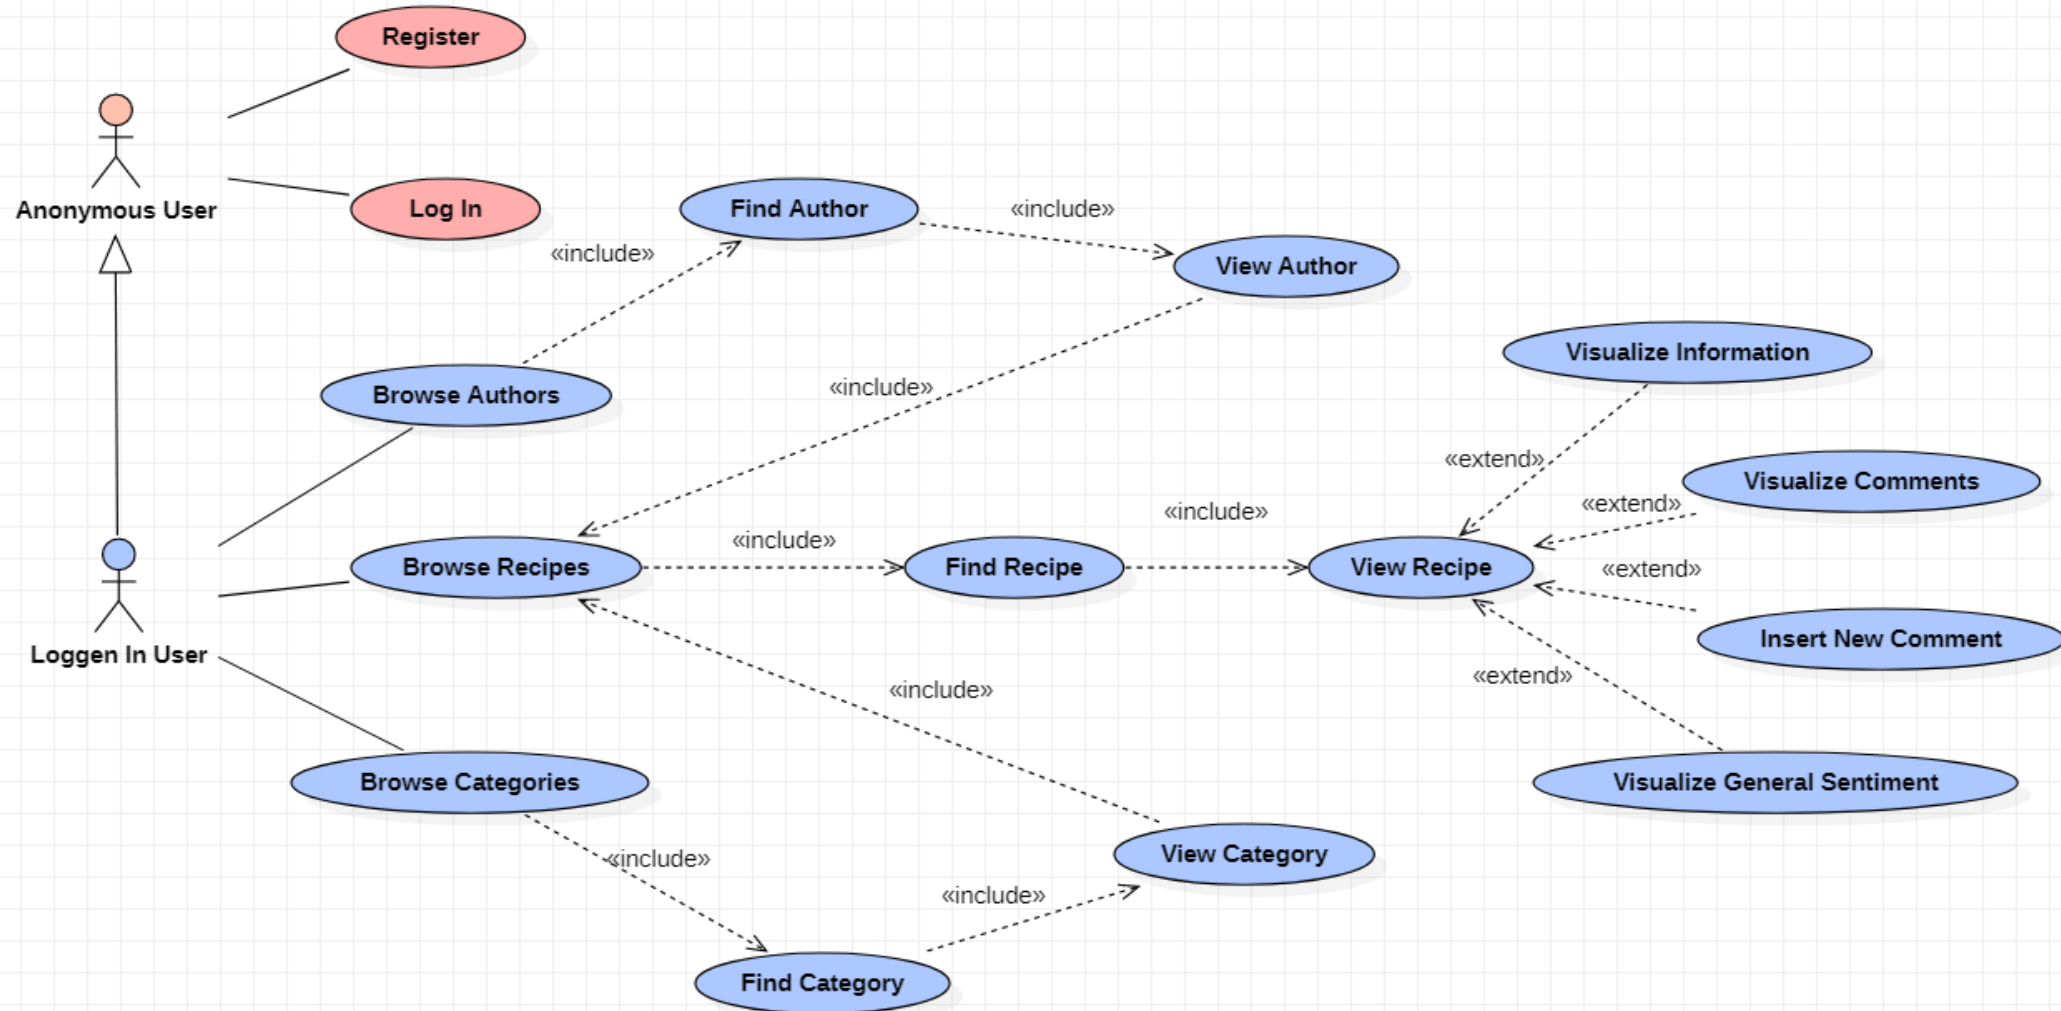 Register
Anonymous User
Log In
Find Author
«include»
View Author
«include»
Visualize Information
Browse Authors
«include»
«extend»
Visualize Comments
«extend»
«include»
«include»
Browse Recipes
Find Recipe
View Recipe
«extend»
Insert New Comment
Loggen In User
«extend»
«include»
Browse Categories
Visualize General Sentiment
«include»
View Category
«include»
Find Category